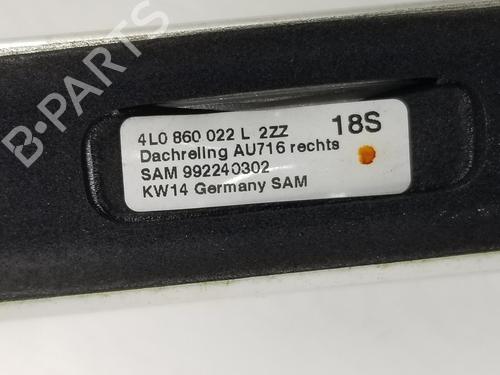 B-PARTS
4L0 860 022 L 2ZZ 18S
Dachreling AU716 rechts
SAM 992240302
KW14 Germany SAM